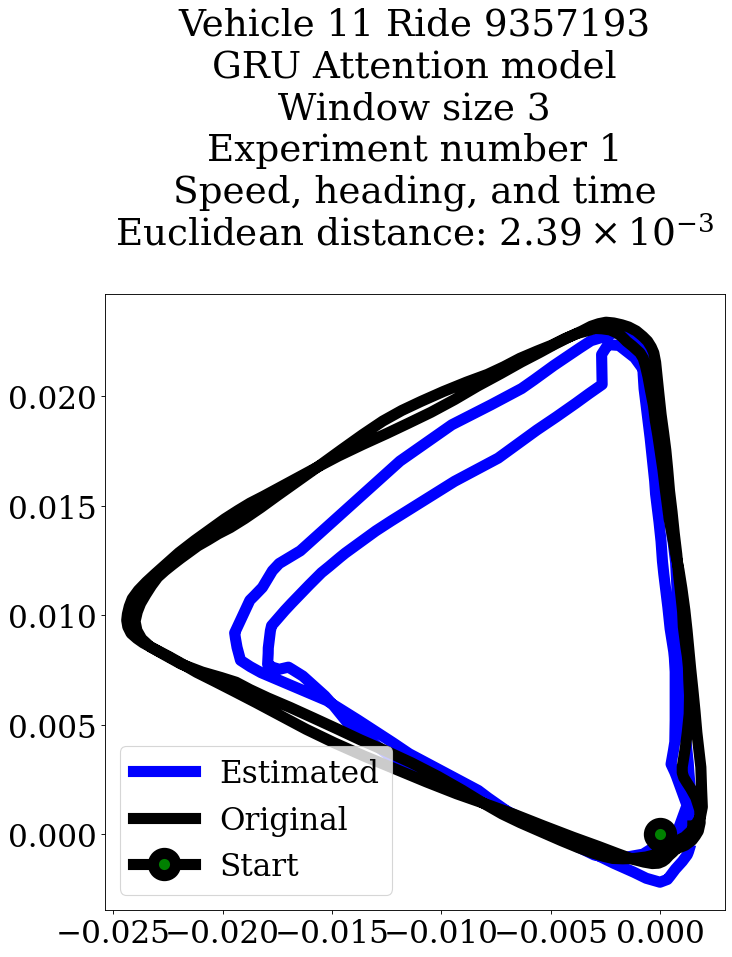 Vehicle 11 Ride 9357193
GRU Attention model
Window size 3
Experiment number 1
Speed, heading, and time
Euclidean distance: 2.39 × 10⁻³
0.020
0.015
0.010
0.005
0.000
Estimated
Original
Start
−0.025 −0.020 −0.015 −0.010 −0.005 0.000